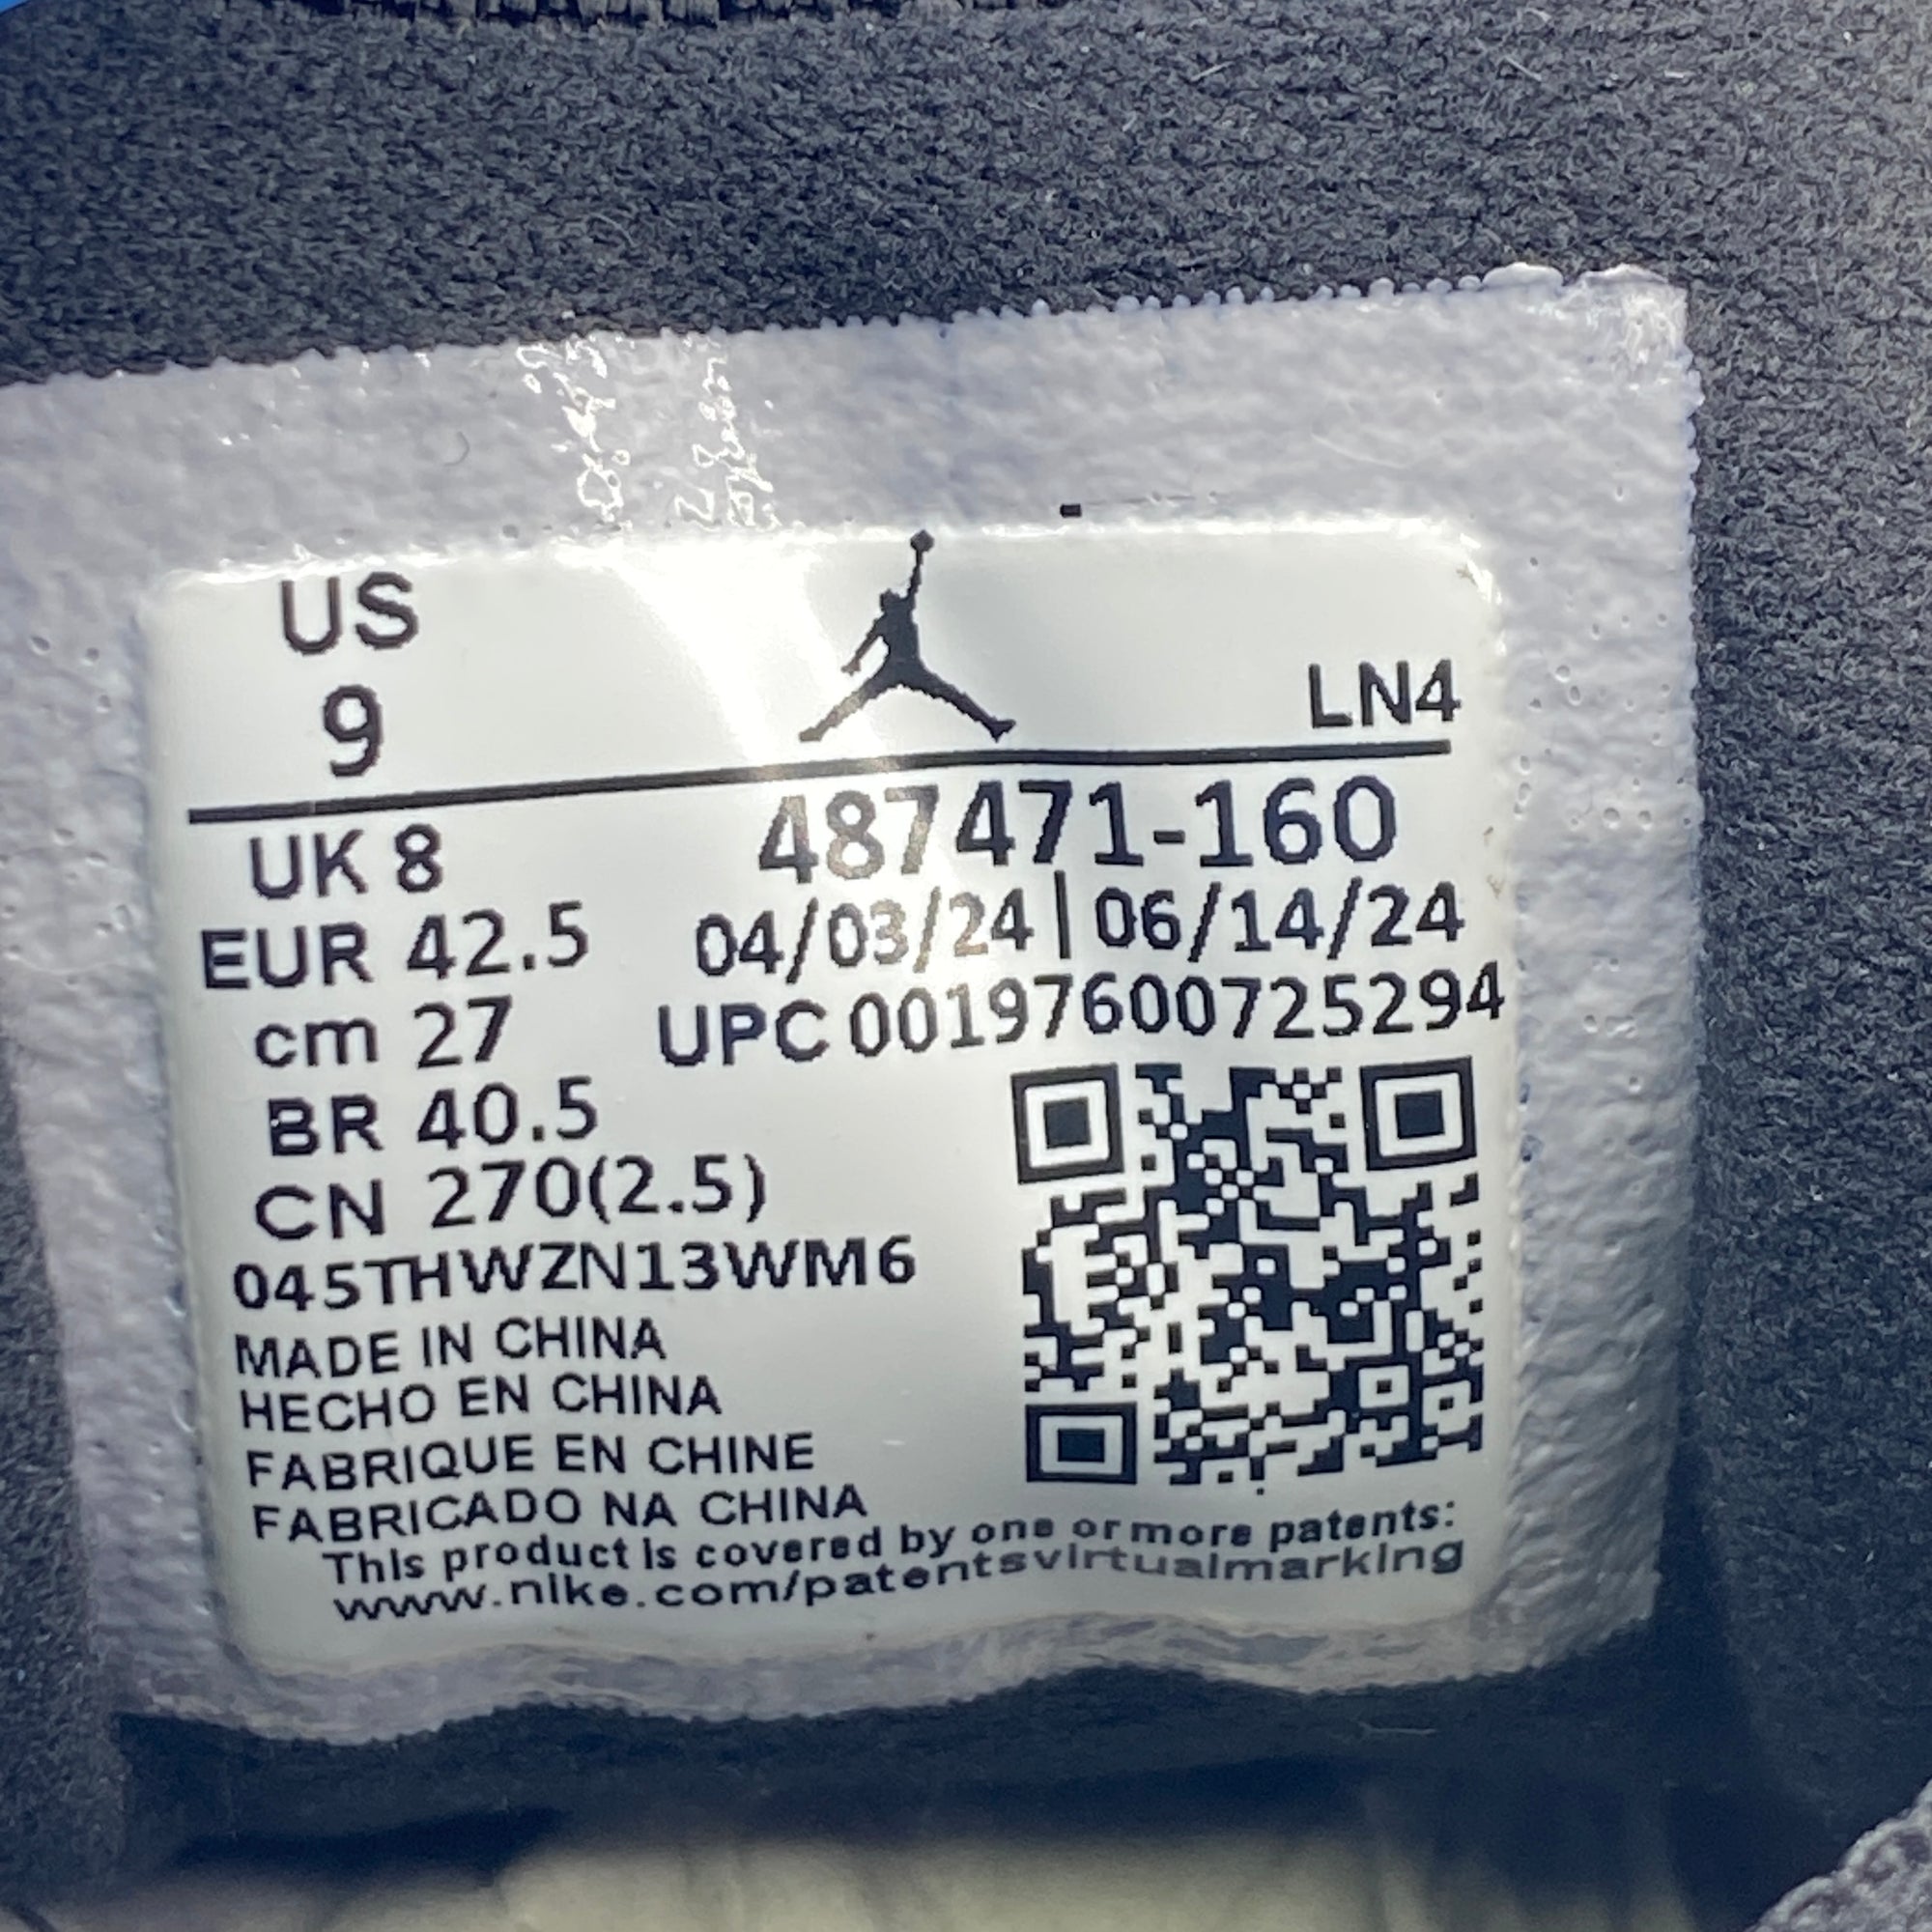 US
9
LN4
UK 8
487471-160
EUR 42.5
04/03/24|06/14/24
cm 27
UPC 00197600725294
BR 40.5
CN 270(2.5)
045THWZN13WM6
MADE IN CHINA
HECHO EN CHINA
FABRIQUE EN CHINE
FABRICADO NA CHINA
This product is covered by one or more patents:
www.nike.com/patentsvirtualmarking